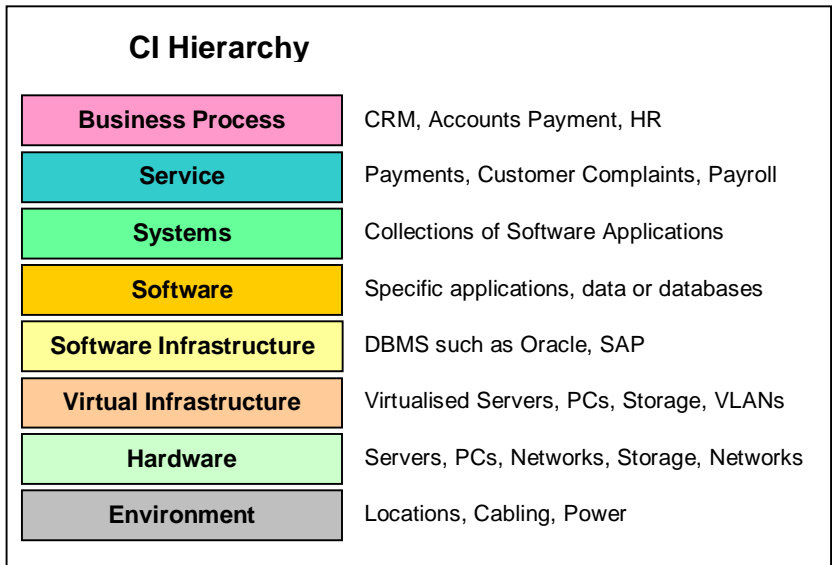 CI Hierarchy
Business Process CRM, Accounts Payment, HR
Service Payments, Customer Complaints, Payroll
Systems Collections of Software Applications
Software Specific applications, data or databases
Software Infrastructure DBMS such as Oracle, SAP
Virtual Infrastructure Virtualised Servers, PCs, Storage, VLANs
Hardware Servers, PCs, Networks, Storage, Networks
Environment Locations, Cabling, Power